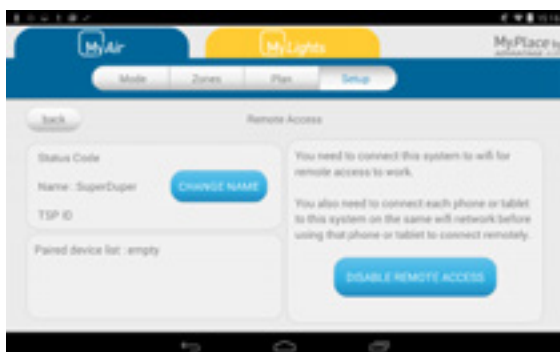 MyAir
MyLights
MyPlace by
Mode
Zones
Plan
Setup
back
Remote Access
Status Code
Name : SuperDuper
CHANGE NAME
TSP ID
Paired device list : empty
You need to connect this system to wifi for
remote access to work.
You also need to connect each phone or tablet
to this system on the same wifi network before
using that phone or tablet to connect remotely.
DISABLE REMOTE ACCESS